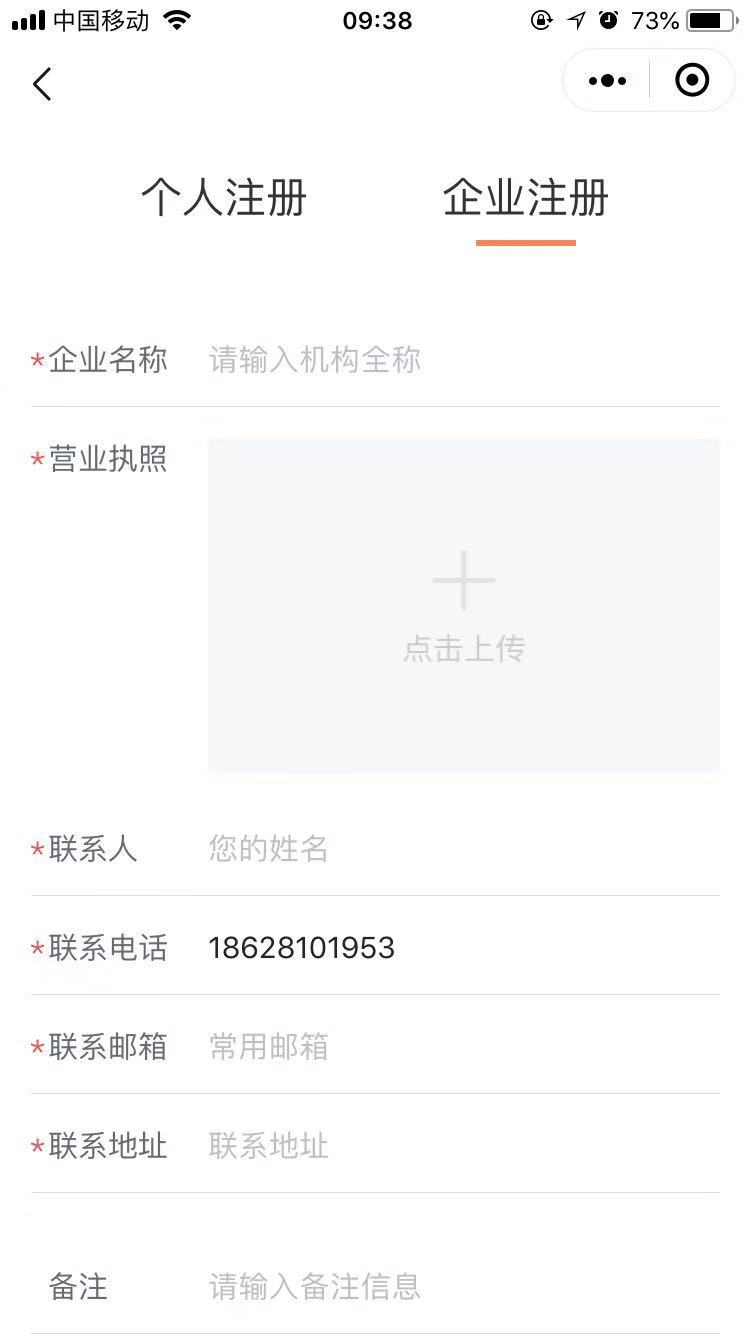 中国移动 09:38 73%
个人注册 企业注册
*企业名称 请输入机构全称
*营业执照
点击上传
*联系人 您的姓名
*联系电话 18628101953
*联系邮箱 常用邮箱
*联系地址 联系地址
备注 请输入备注信息